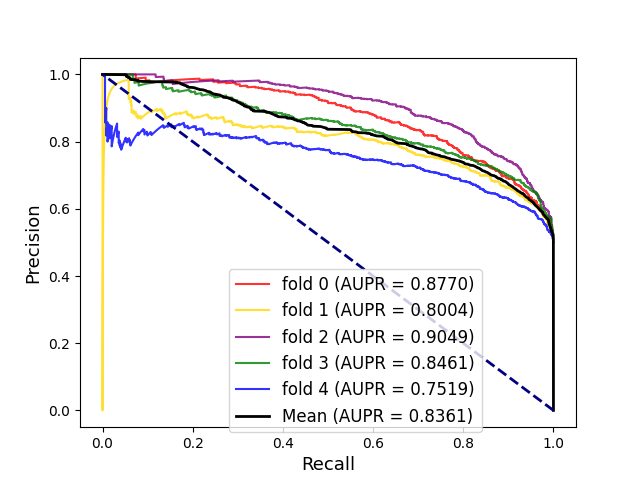 1.0
0.8
0.6
0.4
0.2
0.0
Precision
fold 0 (AUPR = 0.8770)
fold 1 (AUPR = 0.8004)
fold 2 (AUPR = 0.9049)
fold 3 (AUPR = 0.8461)
fold 4 (AUPR = 0.7519)
Mean (AUPR = 0.8361)
0.0 0.2 0.4 0.6 0.8 1.0
Recall